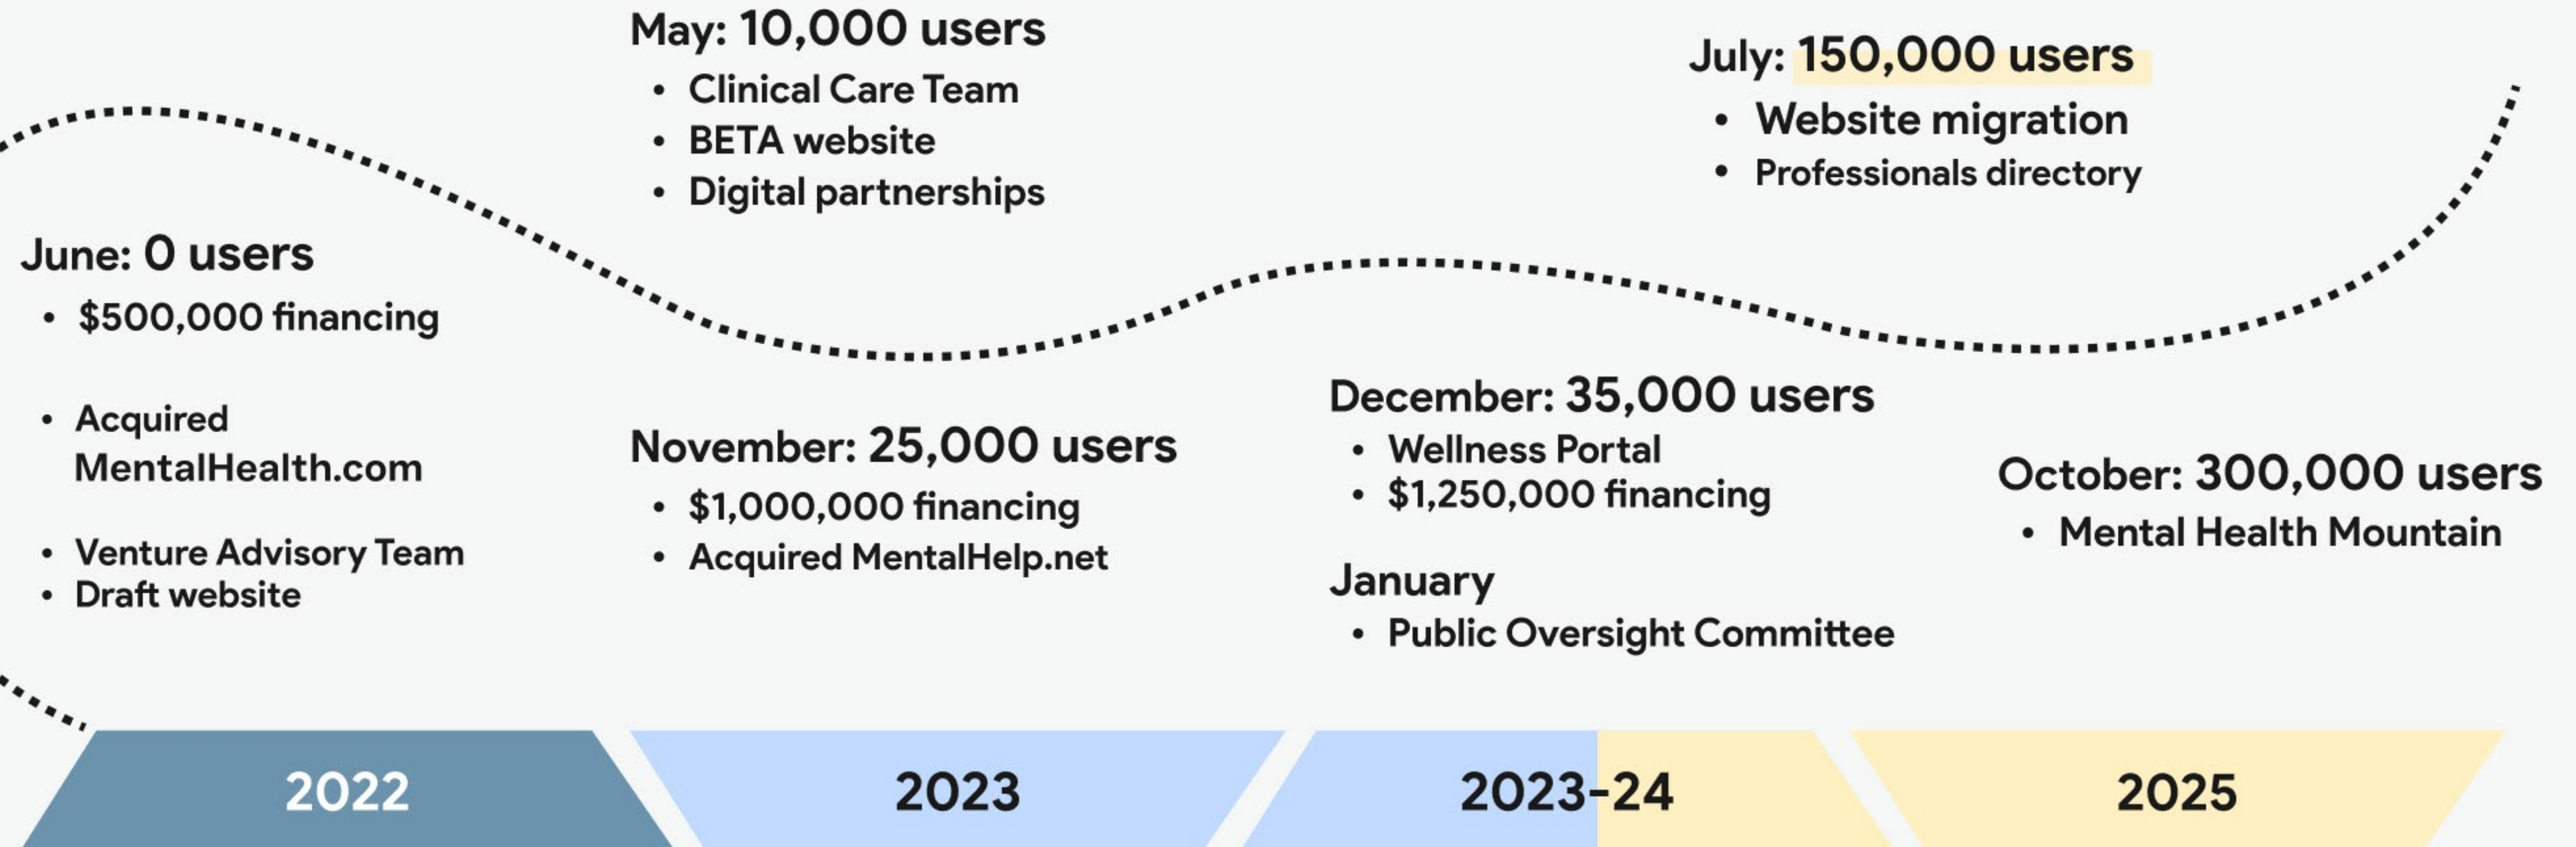 June: 0 users
• $500,000 financing
• Acquired
MentalHealth.com
• Venture Advisory Team
• Draft website
May: 10,000 users
• Clinical Care Team
• BETA website
• Digital partnerships
November: 25,000 users
• $1,000,000 financing
• Acquired MentalHelp.net
December: 35,000 users
• Wellness Portal
• $1,250,000 financing
January
• Public Oversight Committee
July: 150,000 users
• Website migration
• Professionals directory
October: 300,000 users
• Mental Health Mountain
2022
2023
2023-24
2025